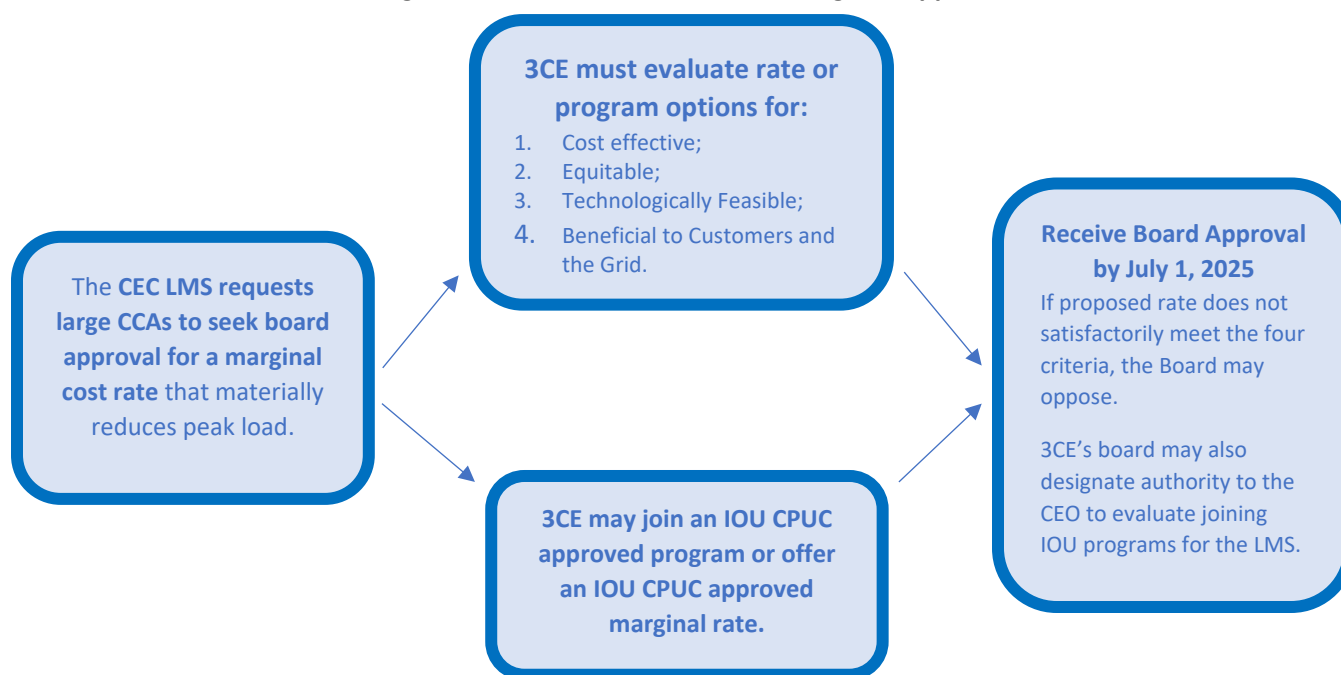 The CEC LMS requests
large CCAs to seek board
approval for a marginal
cost rate that materially
reduces peak load.
3CE must evaluate rate or
program options for:
1. Cost effective;
2. Equitable;
3. Technologically Feasible;
4. Beneficial to Customers and
the Grid.
3CE may join an IOU CPUC
approved program or offer
an IOU CPUC approved
marginal rate.
Receive Board Approval
by July 1, 2025
If proposed rate does not
satisfactorily meet the four
criteria, the Board may
oppose.
3CE’s board may also
designate authority to the
CEO to evaluate joining
IOU programs for the LMS.